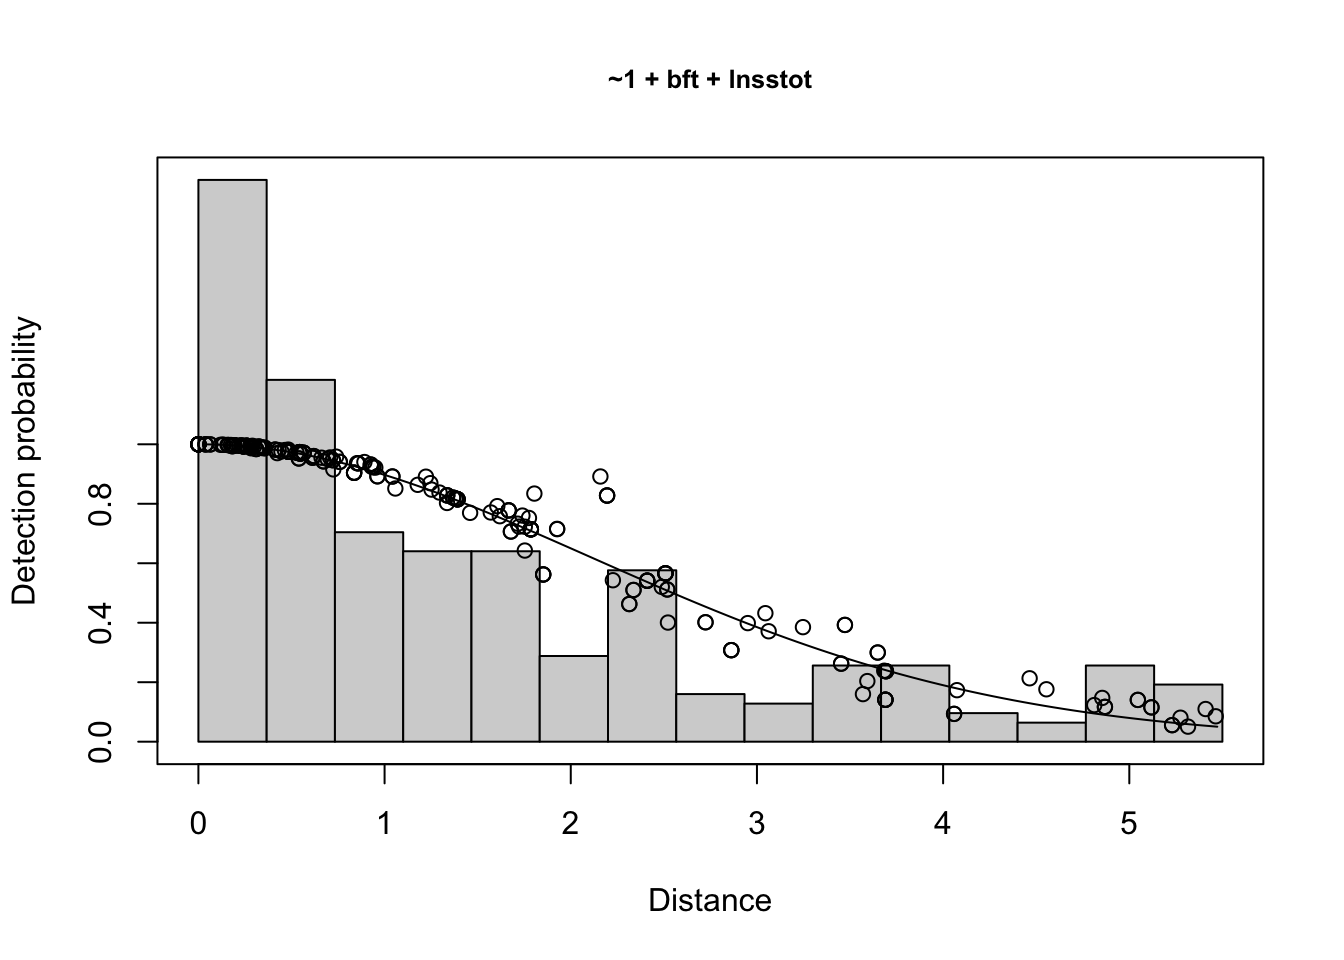 ~1 + bft + lnsstot
Detection probability
0.8
0.4
0.0
0 1 2 3 4 5
Distance